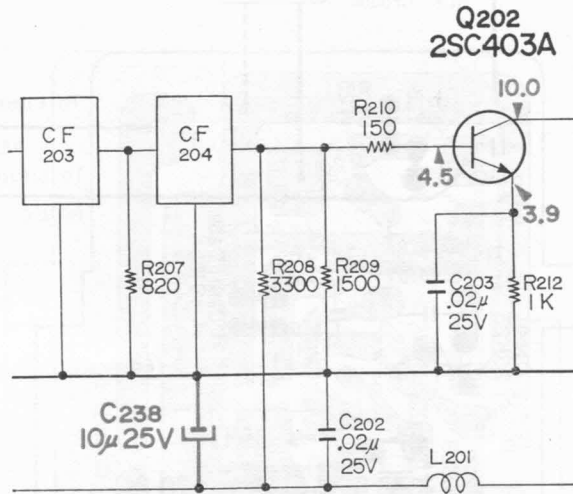 Q202
2SC403A
10.0
R210
150
CF
203
CF
204
4.5
3.9
R207
820
R208
3300
R209
1500
C203
.02μ
25V
R212
1K
C238
10μ 25V
C202
.02μ
25V
L201